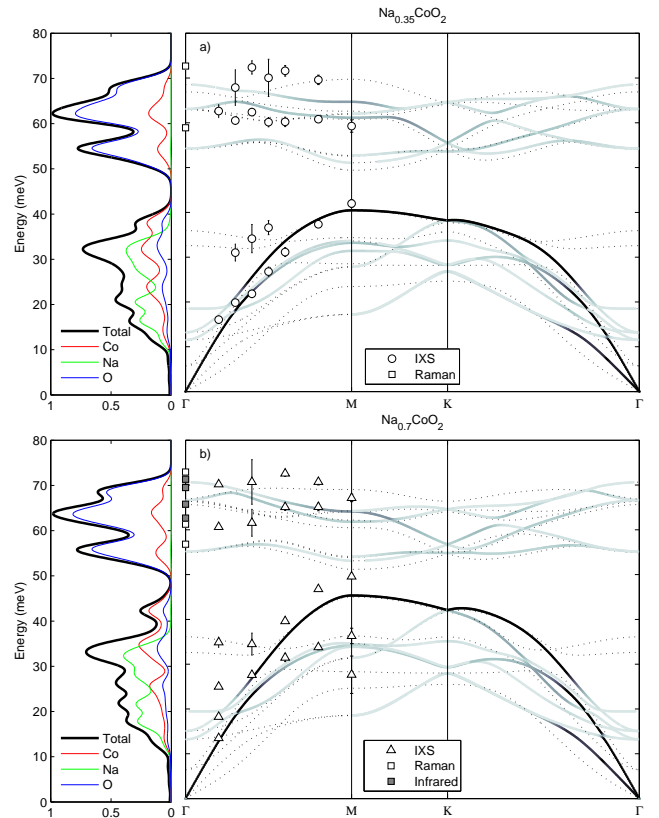 Na0.35CoO2
80
70
60
50
40
30
20
10
0
Energy (meV)
a)
Total
Co
Na
O
IXS
Raman
1 0.5 0
Γ M K Γ
Na0.7CoO2
80
70
60
50
40
30
20
10
0
Energy (meV)
b)
Total
Co
Na
O
IXS
Raman
Infrared
1 0.5 0
Γ M K Γ